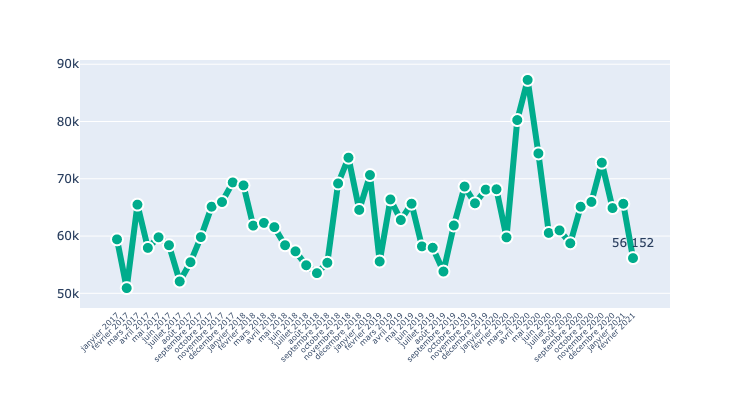 90k
80k
70k
60k
50k
56 152
janvier 2017
février 2017
mars 2017
avril 2017
mai 2017
juin 2017
juillet 2017
août 2017
septembre 2017
octobre 2017
novembre 2017
décembre 2017
janvier 2018
février 2018
mars 2018
avril 2018
mai 2018
juin 2018
juillet 2018
août 2018
septembre 2018
octobre 2018
novembre 2018
décembre 2018
janvier 2019
février 2019
mars 2019
avril 2019
mai 2019
juin 2019
juillet 2019
août 2019
septembre 2019
octobre 2019
novembre 2019
décembre 2019
janvier 2020
février 2020
mars 2020
avril 2020
mai 2020
juin 2020
juillet 2020
août 2020
septembre 2020
octobre 2020
novembre 2020
décembre 2020
janvier 2021
février 2021